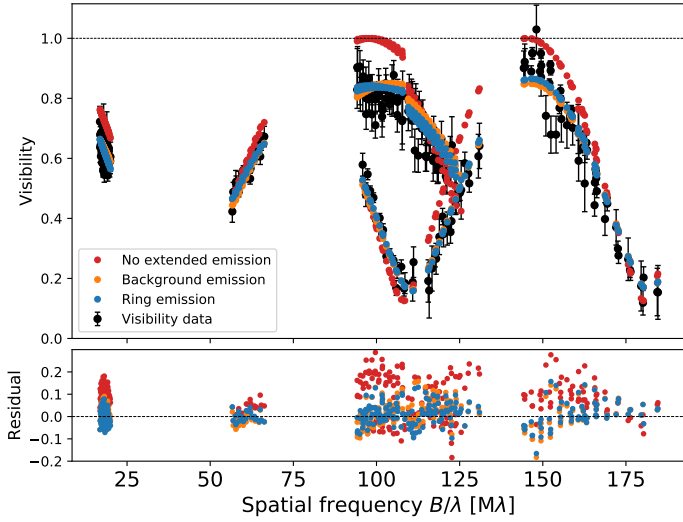 1.0
0.8
0.6
0.4
0.2
0.0
Visibility
No extended emission
Background emission
Ring emission
Visibility data
0.2
0.1
0.0
−0.1
−0.2
Residual
25 50 75 100 125 150 175
Spatial frequency B/λ [Mλ]